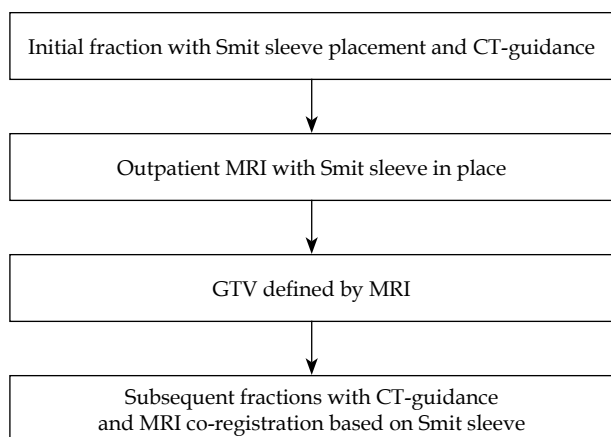 Initial fraction with Smit sleeve placement and CT-guidance
Outpatient MRI with Smit sleeve in place
GTV defined by MRI
Subsequent fractions with CT-guidance
and MRI co-registration based on Smit sleeve